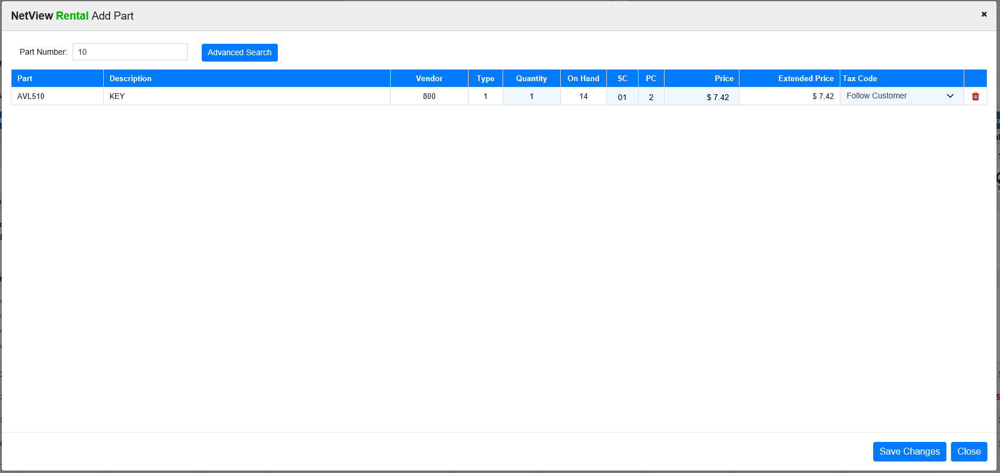 NetView Rental Add Part
Part Number: 10 Advanced Search
Part Description Vendor Type Quantity On Hand SC PC Price Extended Price Tax Code
AVL510 KEY 800 1 1 14 01 2 $ 7.42 $ 7.42 Follow Customer
Save Changes Close